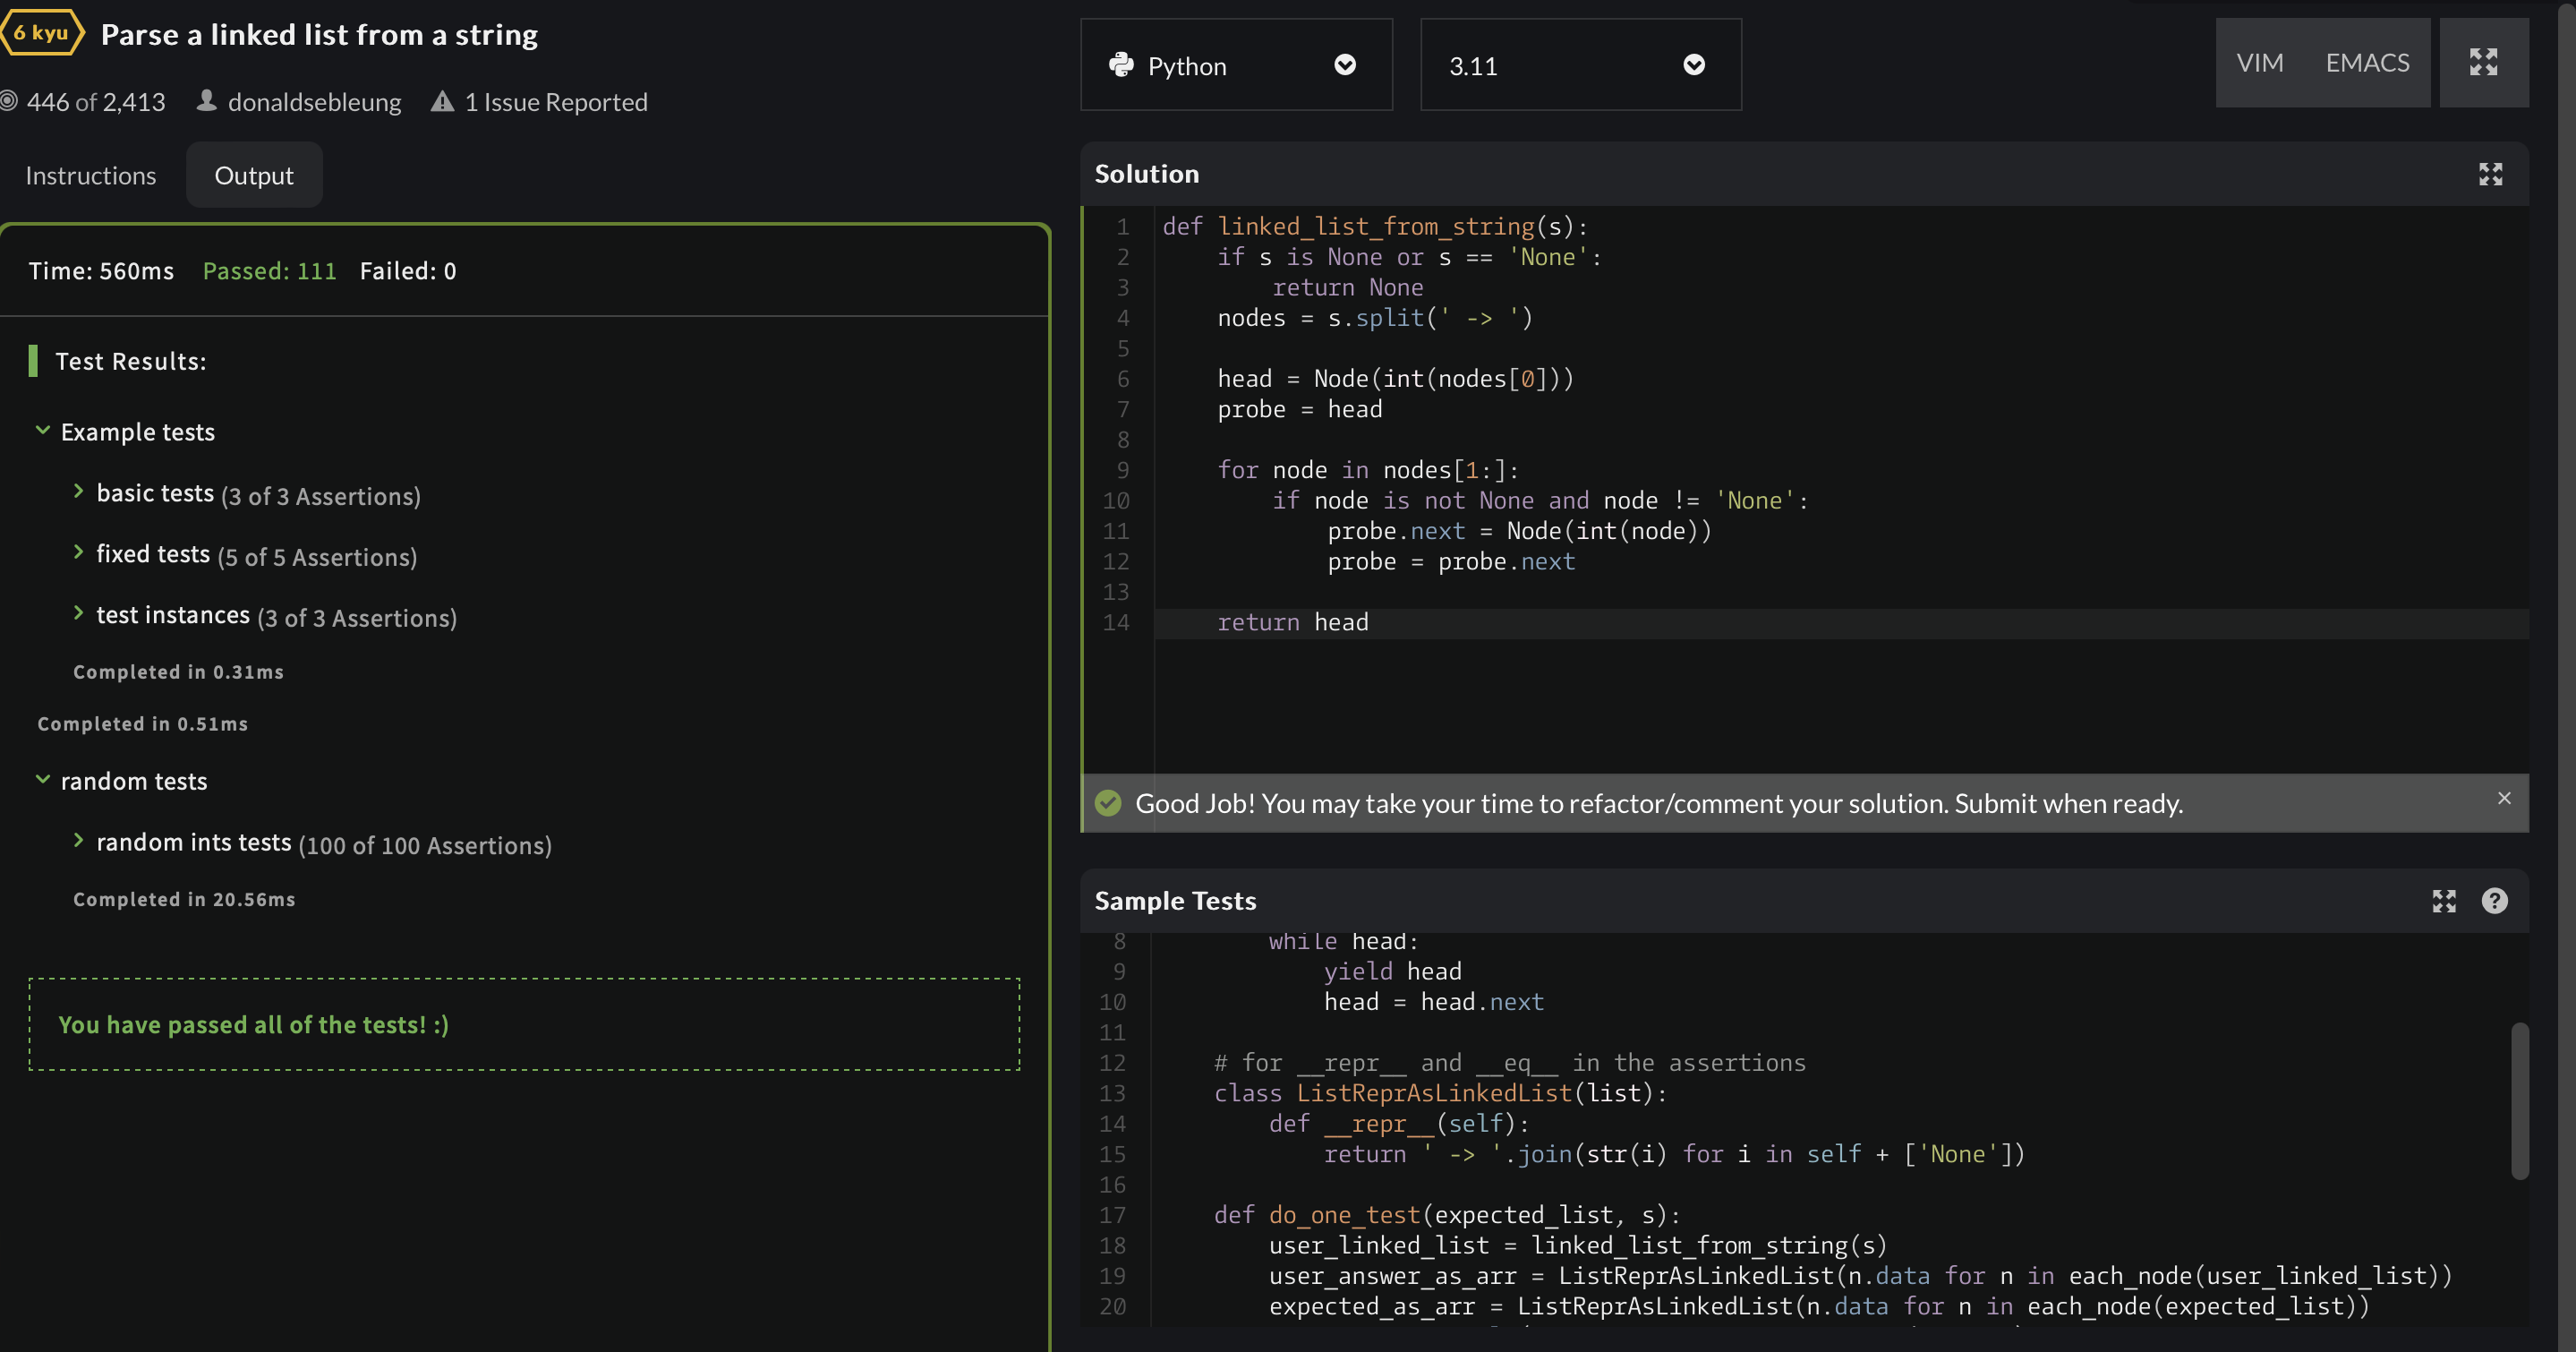 6 kyu
Parse a linked list from a string
446 of 2,413 donaldsebleung 1 Issue Reported
Instructions Output
Time: 560ms Passed: 111 Failed: 0
Test Results:
Example tests
basic tests (3 of 3 Assertions)
fixed tests (5 of 5 Assertions)
test instances (3 of 3 Assertions)
Completed in 0.31ms
Completed in 0.51ms
random tests
random ints tests (100 of 100 Assertions)
Completed in 20.56ms
You have passed all of the tests! :)
Python 3.11 VIM EMACS
Solution
1 def linked_list_from_string(s):
2     if s is None or s == 'None':
3         return None
4     nodes = s.split(' -> ')
5
6     head = Node(int(nodes[0]))
7     probe = head
8
9     for node in nodes[1:]:
10         if node is not None and node != 'None':
11             probe.next = Node(int(node))
12             probe = probe.next
13
14     return head
Good Job! You may take your time to refactor/comment your solution. Submit when ready.
Sample Tests
8         while head:
9             yield head
10             head = head.next
11
12     # for __repr__ and __eq__ in the assertions
13     class ListReprAsLinkedList(list):
14         def __repr__(self):
15             return ' -> '.join(str(i) for i in self + ['None'])
16
17     def do_one_test(expected_list, s):
18         user_linked_list = linked_list_from_string(s)
19         user_answer_as_arr = ListReprAsLinkedList(n.data for n in each_node(user_linked_list))
20         expected_as_arr = ListReprAsLinkedList(n.data for n in each_node(expected_list))